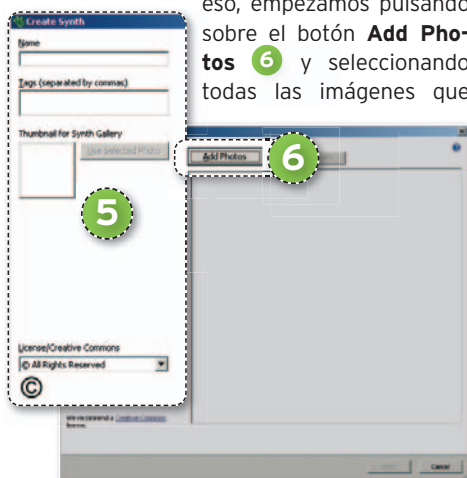 eso, empezamos pulsando
sobre el botón Add Pho-
tos 6 y seleccionando
todas las imágenes que
Create Synth
Name
Tags (separated by commas)
Thumbnail for Synth Gallery
Use Selected Photo
5
License/Creative Commons
© All Rights Reserved
©
We recommend a Creative Commons
license.
Add Photos
6
Cancel